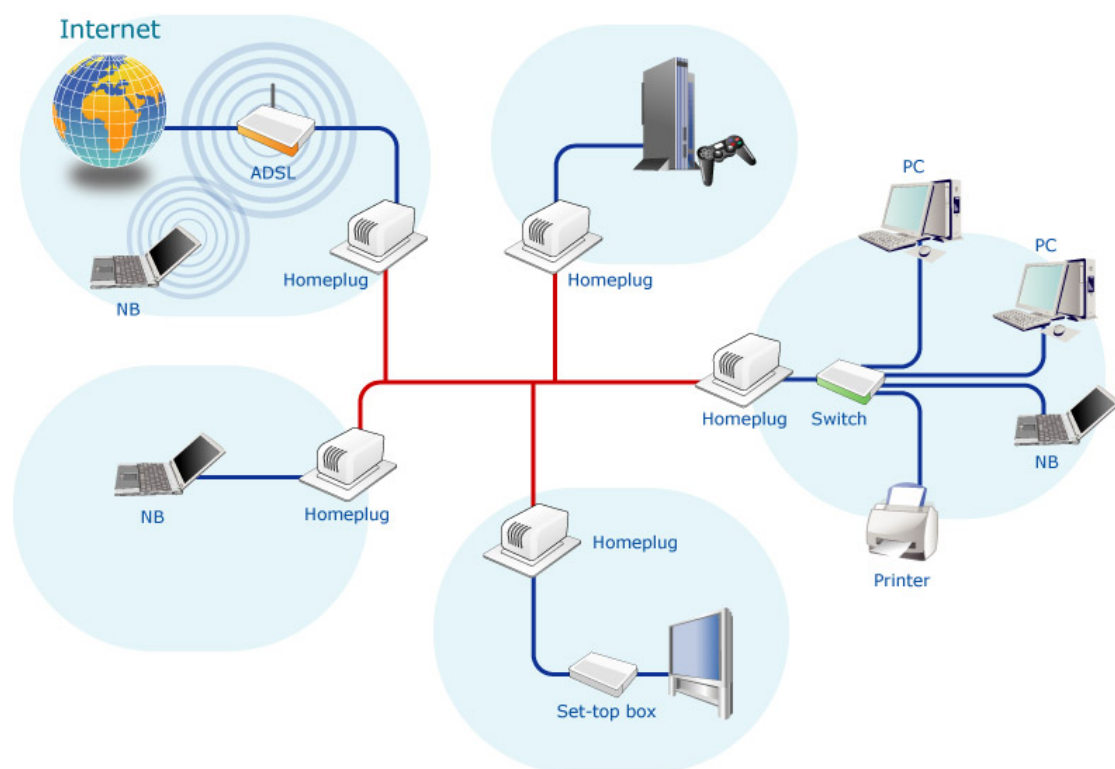 Internet
ADSL
NB
Homeplug
Homeplug
PC
PC
Homeplug
Switch
NB
NB
Homeplug
Homeplug
Printer
Set-top box